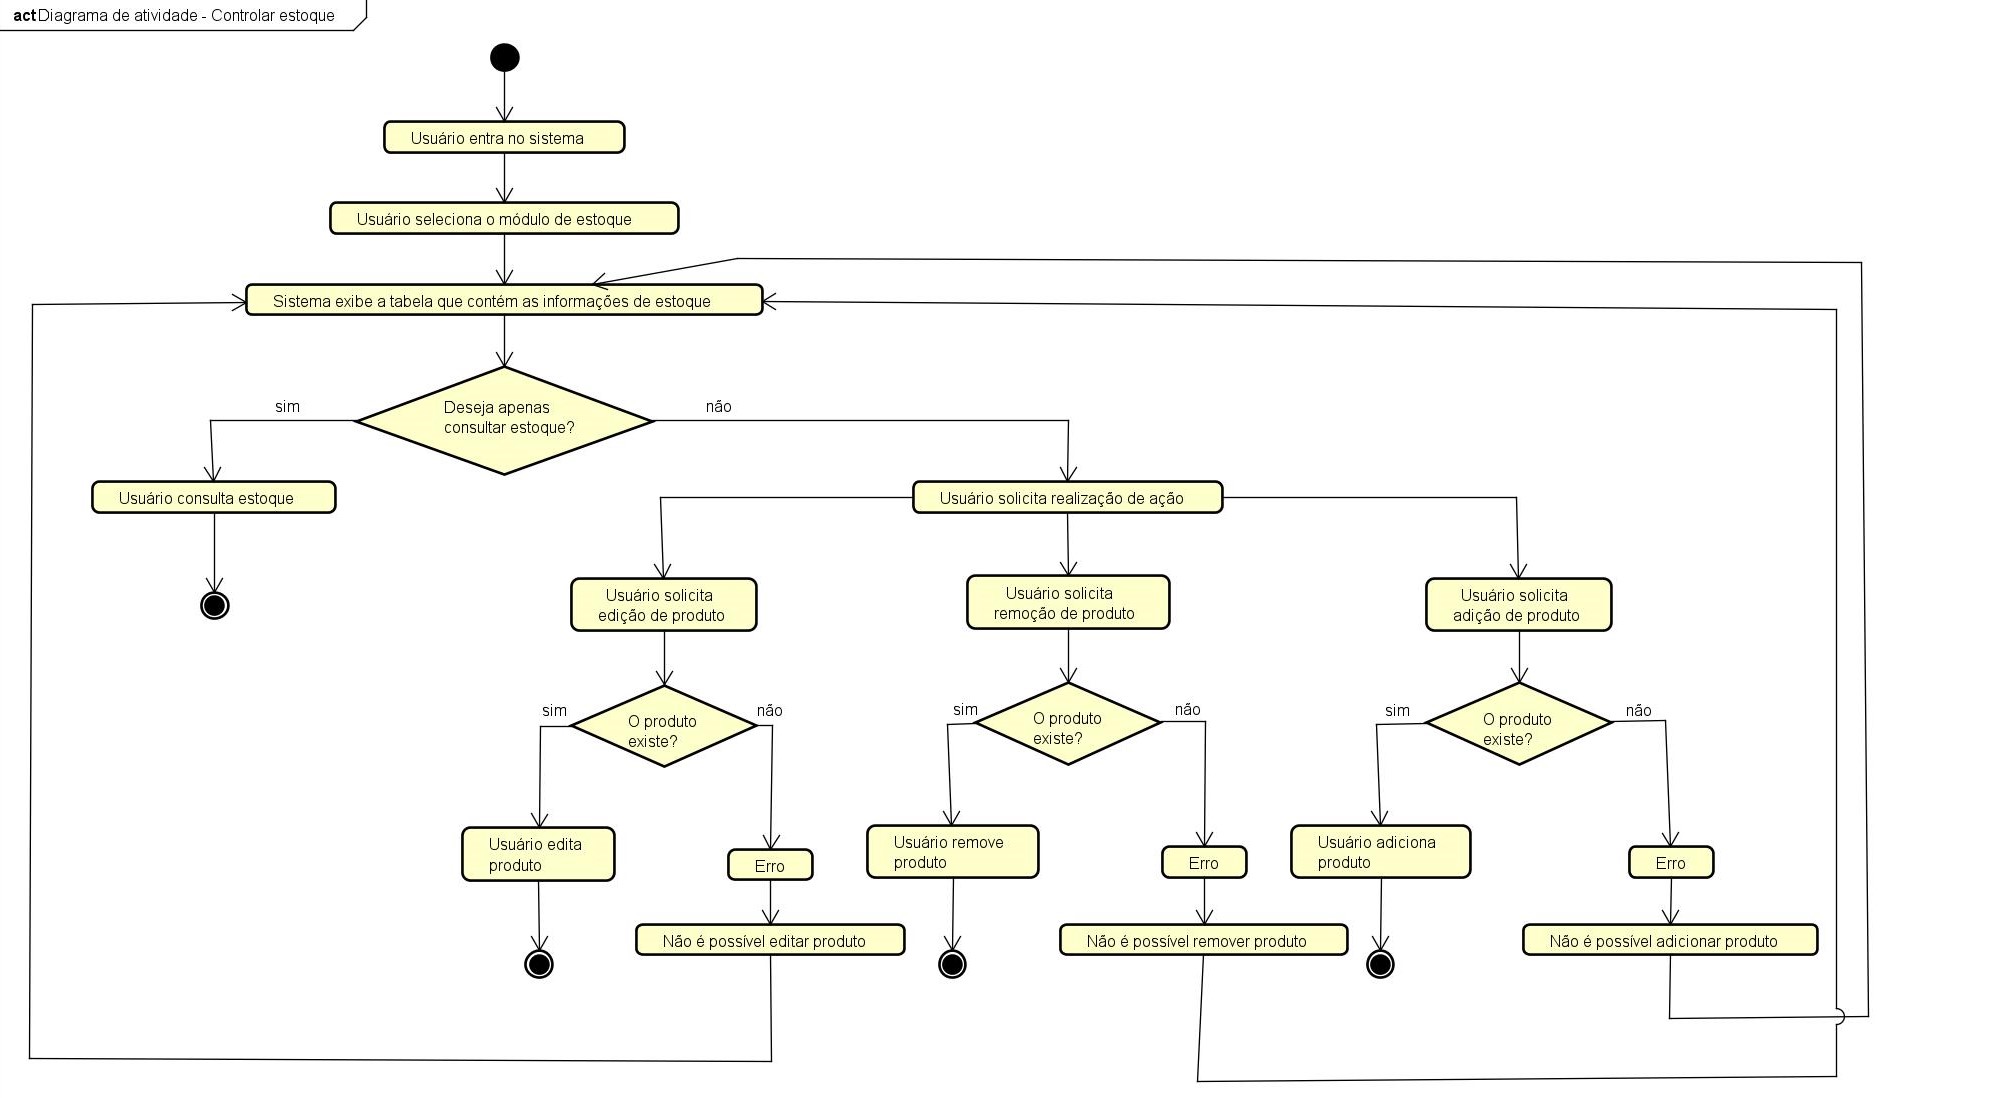 act Diagrama de atividade - Controlar estoque
Usuário entra no sistema
Usuário seleciona o módulo de estoque
Sistema exibe a tabela que contém as informações de estoque
Deseja apenas
consultar estoque?
sim
não
Usuário consulta estoque
Usuário solicita realização de ação
Usuário solicita
edição de produto
Usuário solicita
remoção de produto
Usuário solicita
adição de produto
sim
O produto
existe?
não
sim
O produto
existe?
não
sim
O produto
existe?
não
Usuário edita
produto
Erro
Usuário remove
produto
Erro
Usuário adiciona
produto
Erro
Não é possível editar produto
Não é possível remover produto
Não é possível adicionar produto